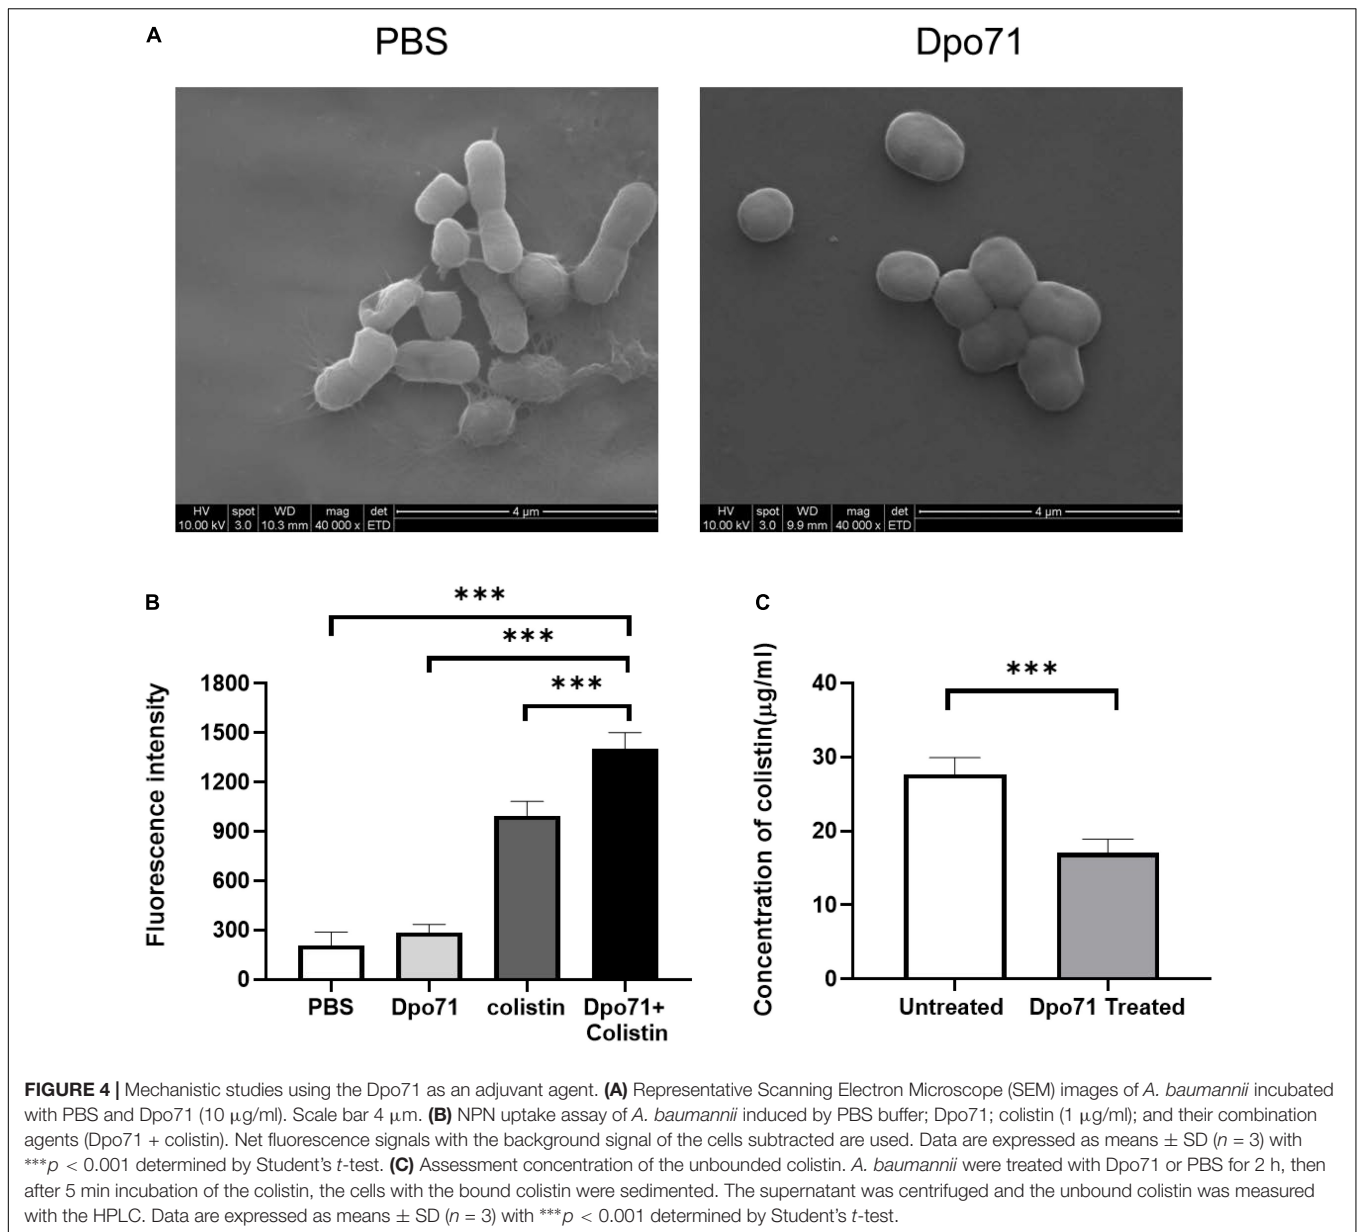 A
PBS
Dpo71
HV spot WD mag det 4 µm
10.00 kV 3.0 10.3 mm 40 000 x ETD
HV spot WD mag det 4 µm
10.00 kV 3.0 9.9 mm 40 000 x ETD
B
***
***
***
Fluorescence intensity
1800
1500
1200
900
600
300
0
PBS
Dpo71
colistin
Dpo71+
Colistin
C
***
Concentration of colistin(µg/ml)
40
30
20
10
0
Untreated
Dpo71 Treated
FIGURE 4 | Mechanistic studies using the Dpo71 as an adjuvant agent. (A) Representative Scanning Electron Microscope (SEM) images of A. baumannii incubated
with PBS and Dpo71 (10 µg/ml). Scale bar 4 µm. (B) NPN uptake assay of A. baumannii induced by PBS buffer; Dpo71; colistin (1 µg/ml); and their combination
agents (Dpo71 + colistin). Net fluorescence signals with the background signal of the cells subtracted are used. Data are expressed as means ± SD (n = 3) with
***p < 0.001 determined by Student's t-test. (C) Assessment concentration of the unbounded colistin. A. baumannii were treated with Dpo71 or PBS for 2 h, then
after 5 min incubation of the colistin, the cells with the bound colistin were sedimented. The supernatant was centrifuged and the unbound colistin was measured
with the HPLC. Data are expressed as means ± SD (n = 3) with ***p < 0.001 determined by Student's t-test.